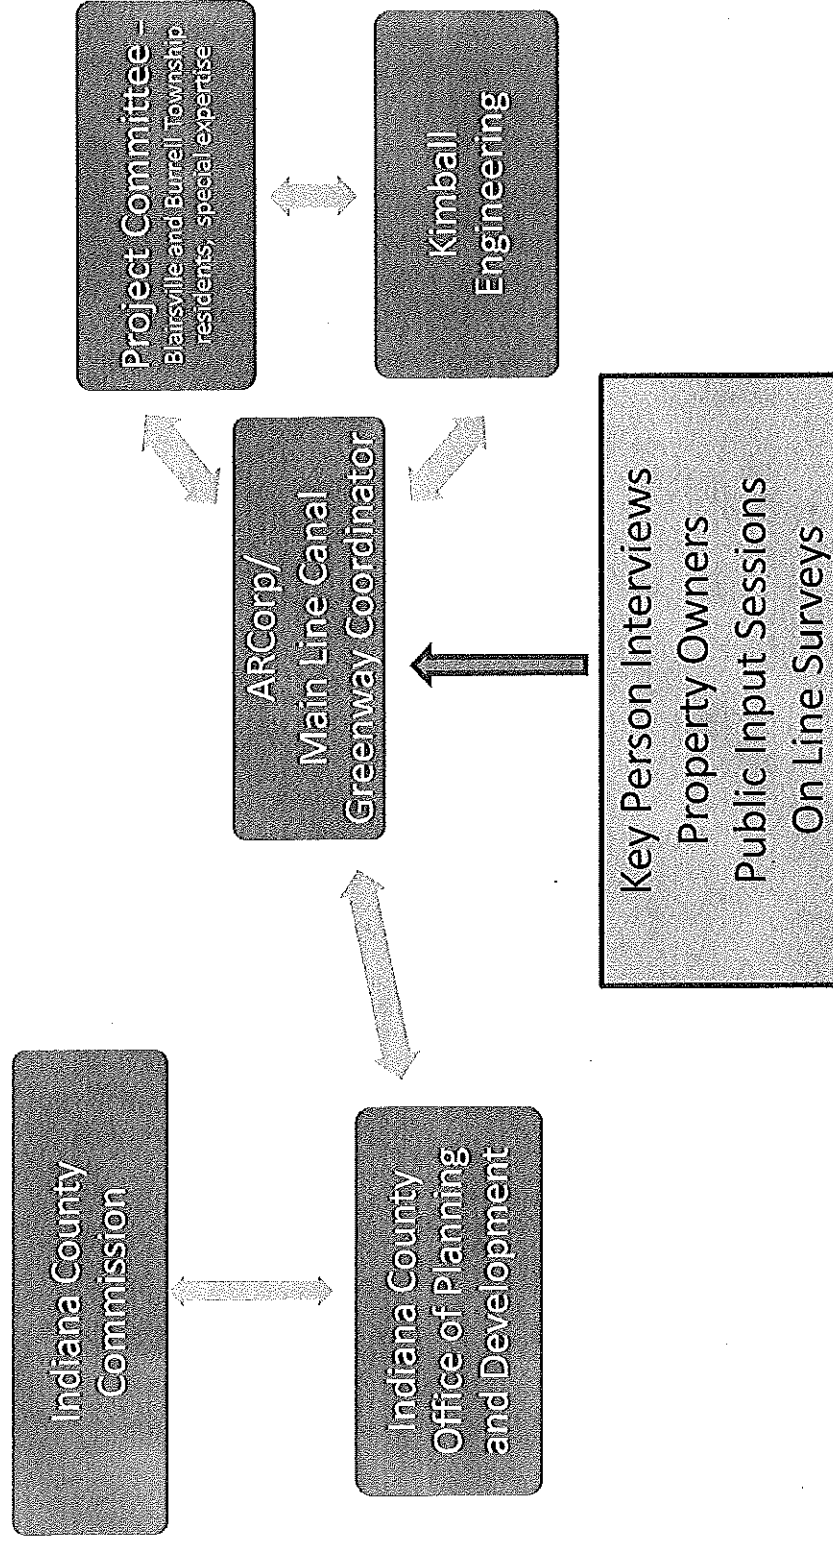 Indiana County
Commission
Indiana County
Office of Planning
and Development
ARCorp/
Main Line Canal
Greenway Coordinator
Project Committee –
Blairsville and Burrell Township
residents, special expertise
Kimball
Engineering
Key Person Interviews
Property Owners
Public Input Sessions
On Line Surveys